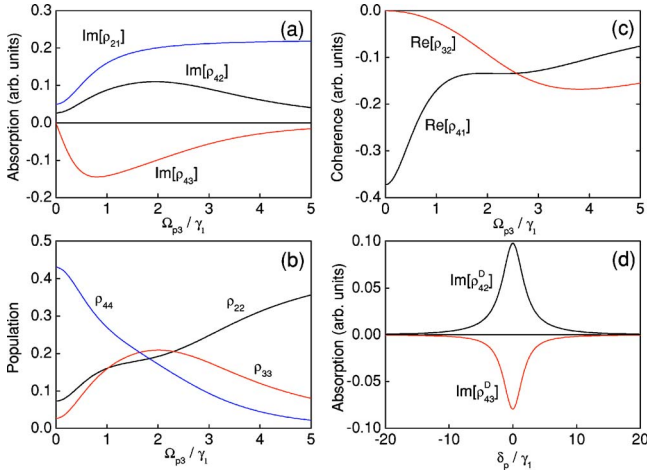 (a)
Absorption (arb. units)
0.3
0.2
0.1
0.0
-0.1
-0.2
Im[ρ21]
Im[ρ42]
Im[ρ43]
0 1 2 3 4 5
Ωp3 / γ1
(c)
Coherence (arb. units)
-0.0
-0.1
-0.2
-0.3
-0.4
Re[ρ32]
Re[ρ41]
0 1 2 3 4 5
Ωp3 / γ1
(b)
Population
0.5
0.4
0.3
0.2
0.1
0.0
ρ44
ρ22
ρ33
0 1 2 3 4 5
Ωp3 / γ1
(d)
Absorption (arb. units)
0.10
0.05
0.00
-0.05
-0.10
Im[ρ42^D]
Im[ρ43^D]
-20 -10 0 10 20
δp / γ1